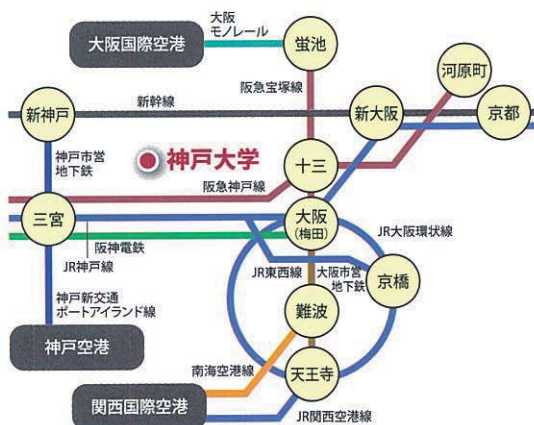 大阪
モノレール
大阪国際空港
蛍池
河原町
阪急宝塚線
新幹線
新神戸
新大阪
京都
神戸市営
地下鉄
神戸大学
十三
阪急神戸線
三宮
大阪
(梅田)
JR大阪環状線
阪神電鉄
JR神戸線
JR東西線
大阪市営
地下鉄
京橋
神戸新交通
ポートアイランド線
難波
神戸空港
南海空港線
天王寺
関西国際空港
JR関西空港線